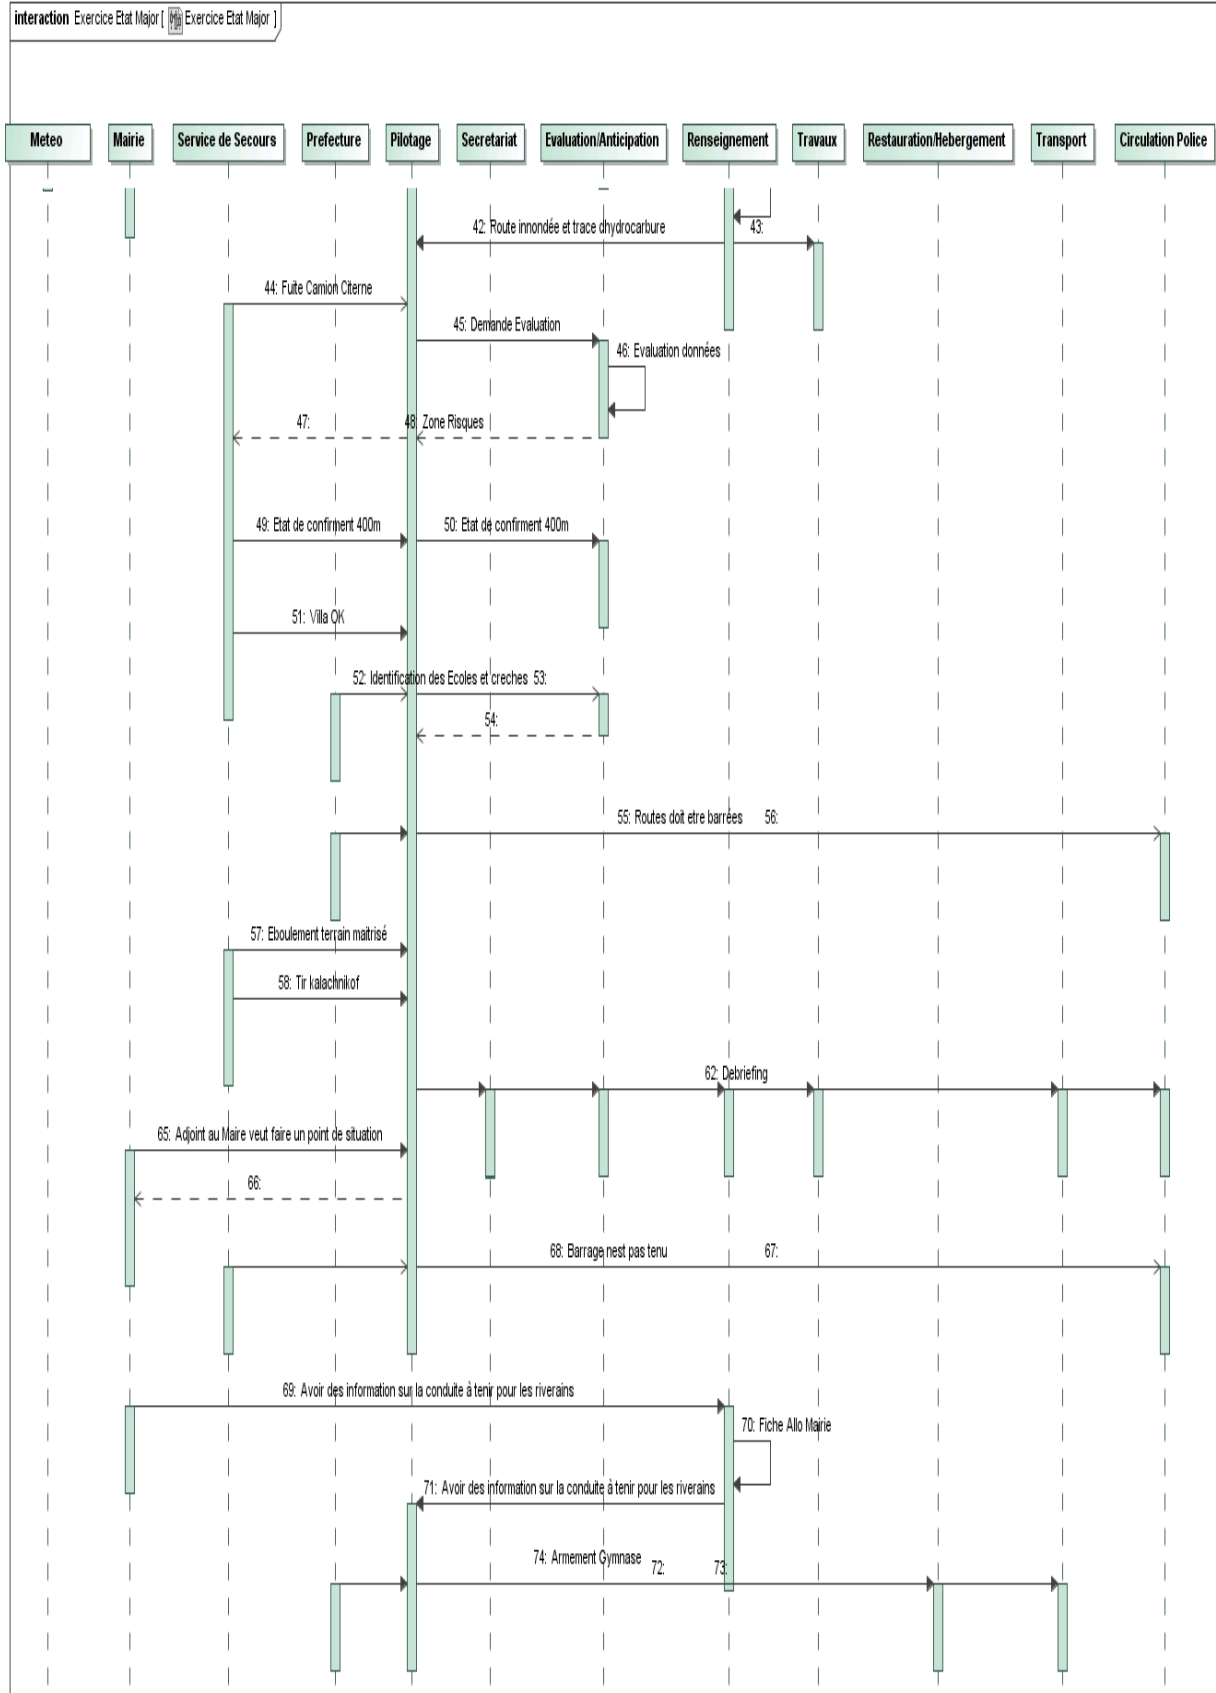 interaction Exercice Etat Major [ Exercice Etat Major ]
Meteo Mairie Service de Secours Prefecture Pilotage Secretariat Evaluation/Anticipation Renseignement Travaux Restauration/Hebergement Transport Circulation Police
42: Route innondée et trace dhydrocarbure 43:
44: Fuite Camion Citerne
45: Demande Evaluation
46: Evaluation données
47: 48: Zone Risques
49: Etat de confirment 400m 50: Etat de confirment 400m
51: Villa OK
52: Identification des Ecoles et creches 53:
54:
55: Routes doit etre barrées 56:
57: Eboulement terrain maitrisé
58: Tir kalachnikof
62: Debriefing
65: Adjoint au Maire veut faire un point de situation
66:
68: Barrage nest pas tenu 67:
69: Avoir des information sur la conduite à tenir pour les riverains
70: Fiche Allo Mairie
71: Avoir des information sur la conduite à tenir pour les riverains
74: Armement Gymnase 72: 73: